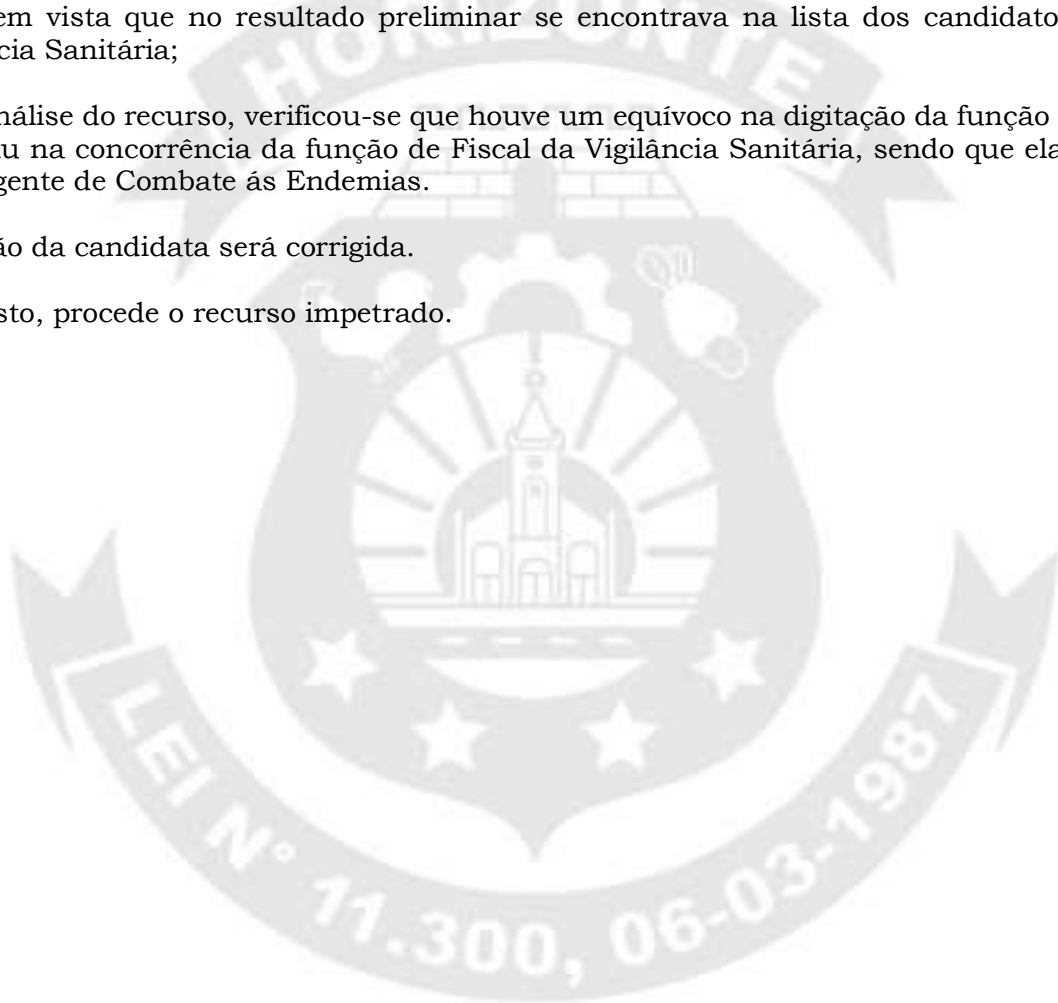 em vista que no resultado preliminar se encontrava na lista dos candidato
cia Sanitária;
nálise do recurso, verificou-se que houve um equívoco na digitação da função
u na concorrência da função de Fiscal da Vigilância Sanitária, sendo que ela
gente de Combate ás Endemias.
ão da candidata será corrigida.
sto, procede o recurso impetrado.
HORIZONTE
LEI N° 11.300, 06-03-1987